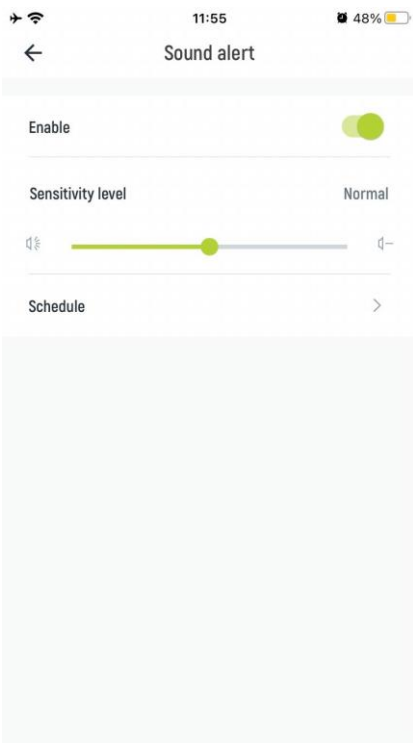 11:55
48%
Sound alert
Enable
Sensitivity level Normal
Schedule